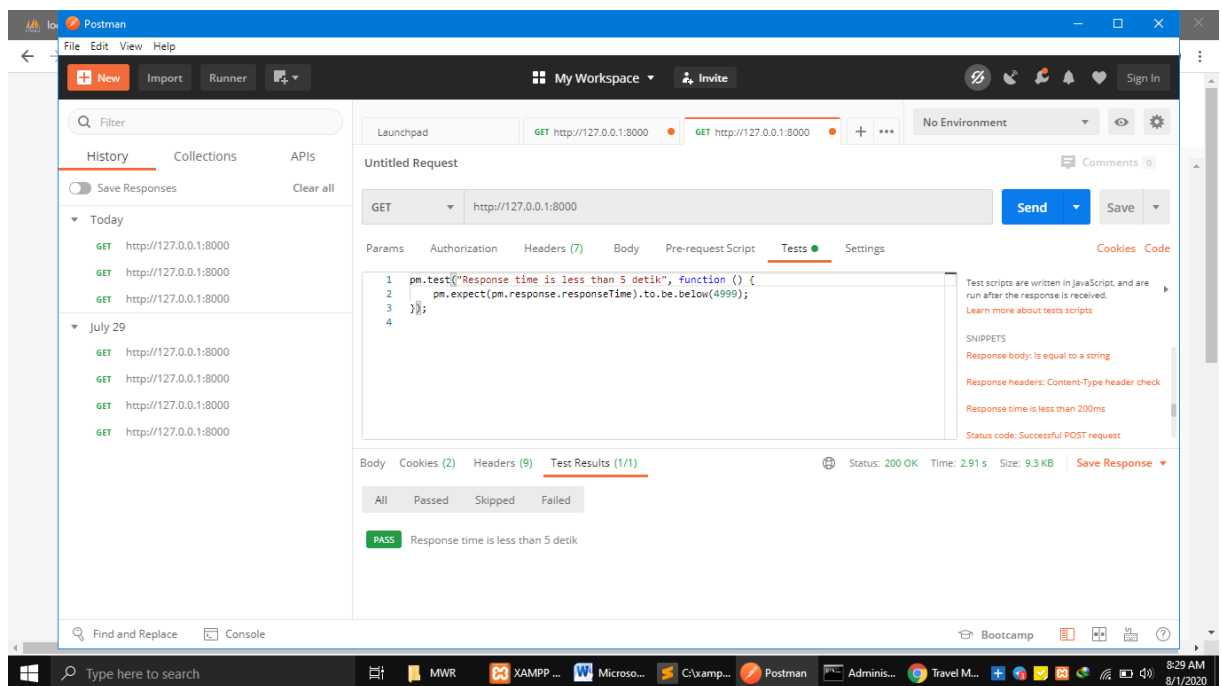 loc
Postman
File Edit View Help
New Import Runner My Workspace Invite Sign In
Filter
History Collections APIs
Save Responses Clear all
Today
GET http://127.0.0.1:8000
GET http://127.0.0.1:8000
GET http://127.0.0.1:8000
July 29
GET http://127.0.0.1:8000
GET http://127.0.0.1:8000
GET http://127.0.0.1:8000
GET http://127.0.0.1:8000
Launchpad GET http://127.0.0.1:8000 GET http://127.0.0.1:8000 + ••• No Environment
Untitled Request Comments 0
GET http://127.0.0.1:8000 Send Save
Params Authorization Headers (7) Body Pre-request Script Tests Settings Cookies Code
1 pm.test("Response time is less than 5 detik", function () {
2 pm.expect(pm.response.responseTime).to.be.below(4999);
3 });
4
Test scripts are written in JavaScript, and are
run after the response is received.
Learn more about tests scripts
SNIPPETS
Response body: Is equal to a string
Response headers: Content-Type header check
Response time is less than 200ms
Status code: Successful POST request
Body Cookies (2) Headers (9) Test Results (1/1) Status: 200 OK Time: 2.91 s Size: 9.3 KB Save Response
All Passed Skipped Failed
PASS Response time is less than 5 detik
Find and Replace Console Bootcamp
Type here to search MWR XAMPP ... Microso... C:\xamp... Postman Adminis... Travel M... 8:29 AM
8/1/2020